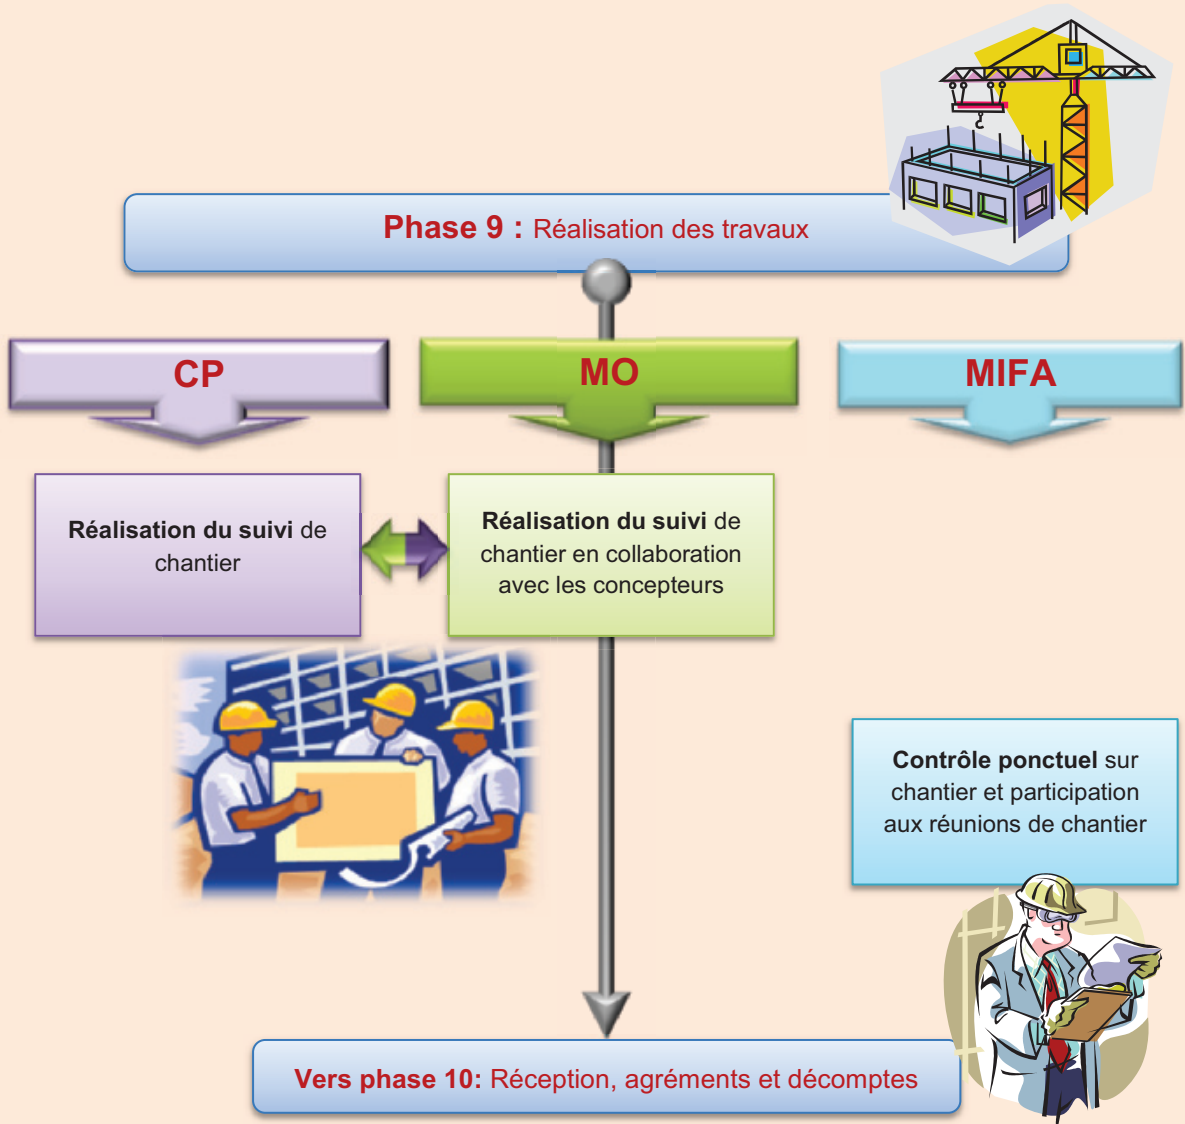 Phase 9 : Réalisation des travaux
CP
MO
MIFA
Réalisation du suivi de
chantier
Réalisation du suivi de
chantier en collaboration
avec les concepteurs
Contrôle ponctuel sur
chantier et participation
aux réunions de chantier
Vers phase 10: Réception, agréments et décomptes